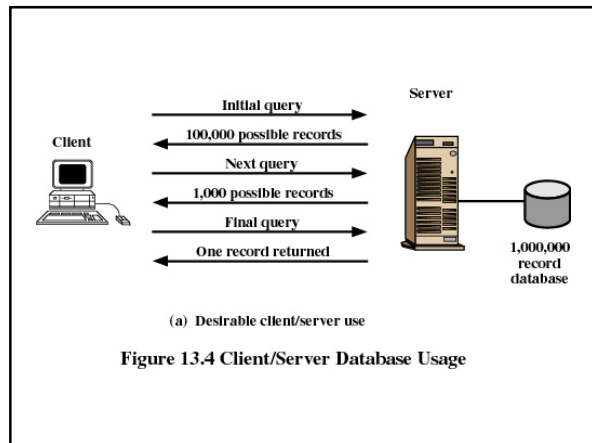 Server
Client
Initial query
100,000 possible records
Next query
1,000 possible records
Final query
One record returned
1,000,000
record
database
(a) Desirable client/server use
Figure 13.4 Client/Server Database Usage